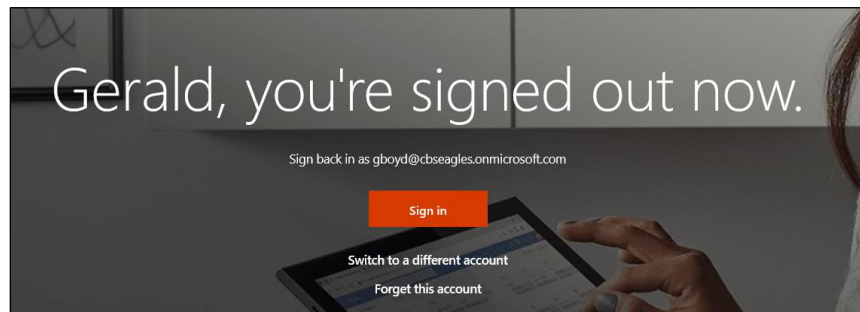 Gerald, you're signed out now.
Sign back in as gboyd@cbseagles.onmicrosoft.com
Sign in
Switch to a different account
Forget this account